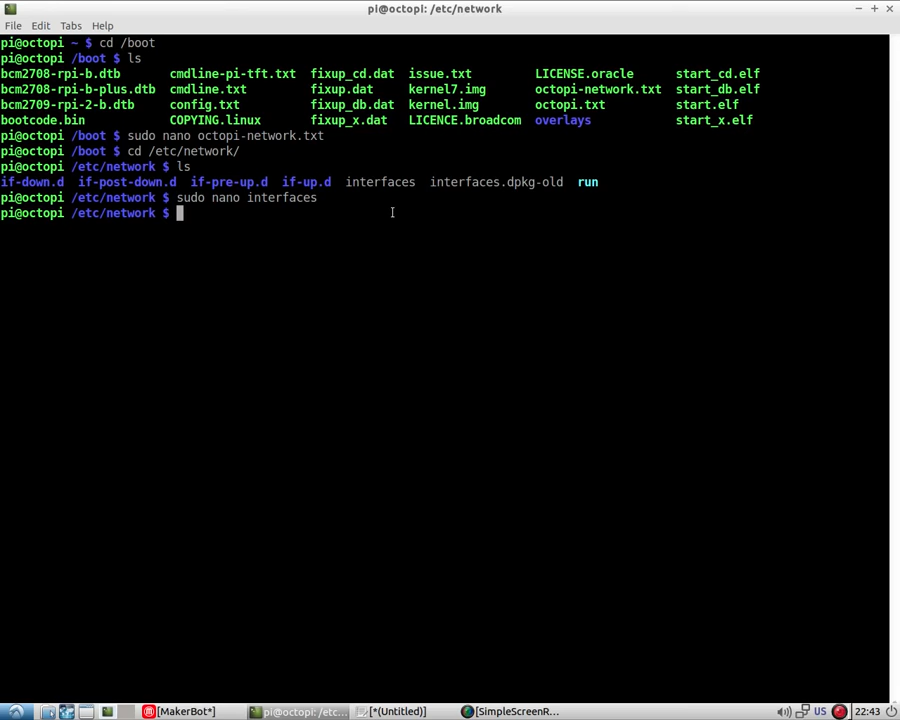 pi@octopi: /etc/network
File Edit Tabs Help
pi@octopi ~ $ cd /boot
pi@octopi /boot $ ls
bcm2708-rpi-b.dtb cmdline-pi-tft.txt fixup_cd.dat issue.txt LICENSE.oracle start_cd.elf
bcm2708-rpi-b-plus.dtb cmdline.txt fixup.dat kernel7.img octopi-network.txt start_db.elf
bcm2709-rpi-2-b.dtb config.txt fixup_db.dat kernel.img octopi.txt start.elf
bootcode.bin COPYING.linux fixup_x.dat LICENCE.broadcom overlays start_x.elf
pi@octopi /boot $ sudo nano octopi-network.txt
pi@octopi /boot $ cd /etc/network/
pi@octopi /etc/network $ ls
if-down.d if-post-down.d if-pre-up.d if-up.d interfaces interfaces.dpkg-old run
pi@octopi /etc/network $ sudo nano interfaces
pi@octopi /etc/network $
[MakerBot*] pi@octopi: /etc... [*(Untitled)] [SimpleScreenR... US 22:43